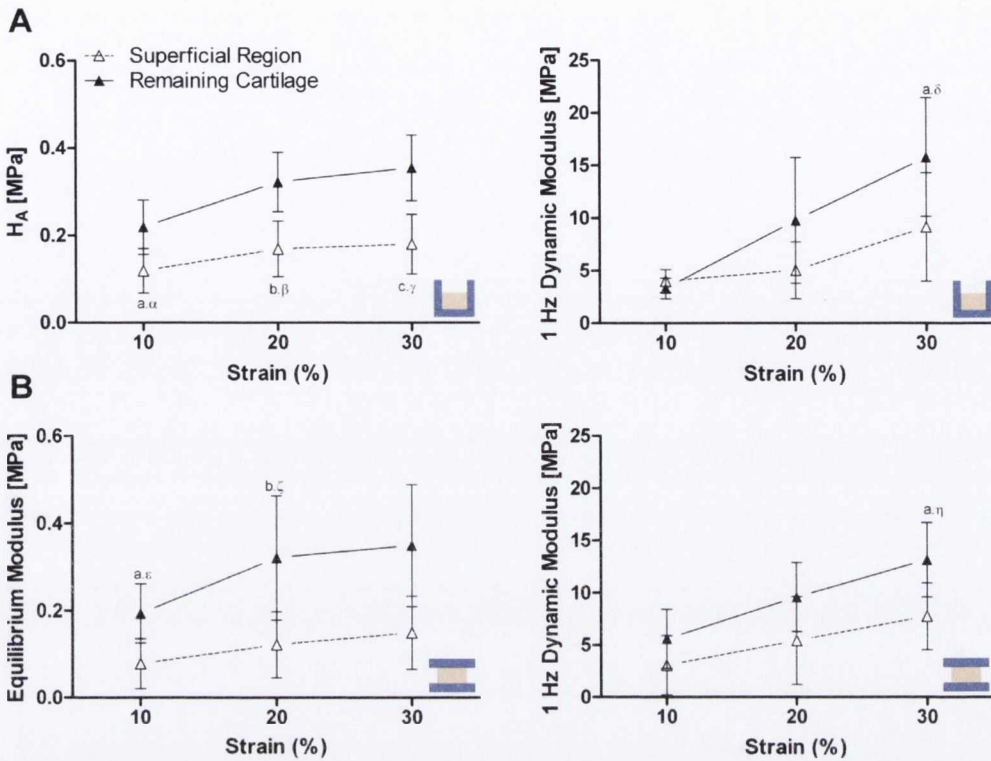 A
Superficial Region
Remaining Cartilage
0.6
0.4
0.2
0.0
H_A [MPa]
a.α
b.β
c.γ
10 20 30
Strain (%)
25
20
15
10
5
0
1 Hz Dynamic Modulus [MPa]
a.δ
10 20 30
Strain (%)
B
0.6
0.4
0.2
0.0
Equilibrium Modulus [MPa]
a.ε
b.ζ
10 20 30
Strain (%)
25
20
15
10
5
0
1 Hz Dynamic Modulus [MPa]
a.η
10 20 30
Strain (%)